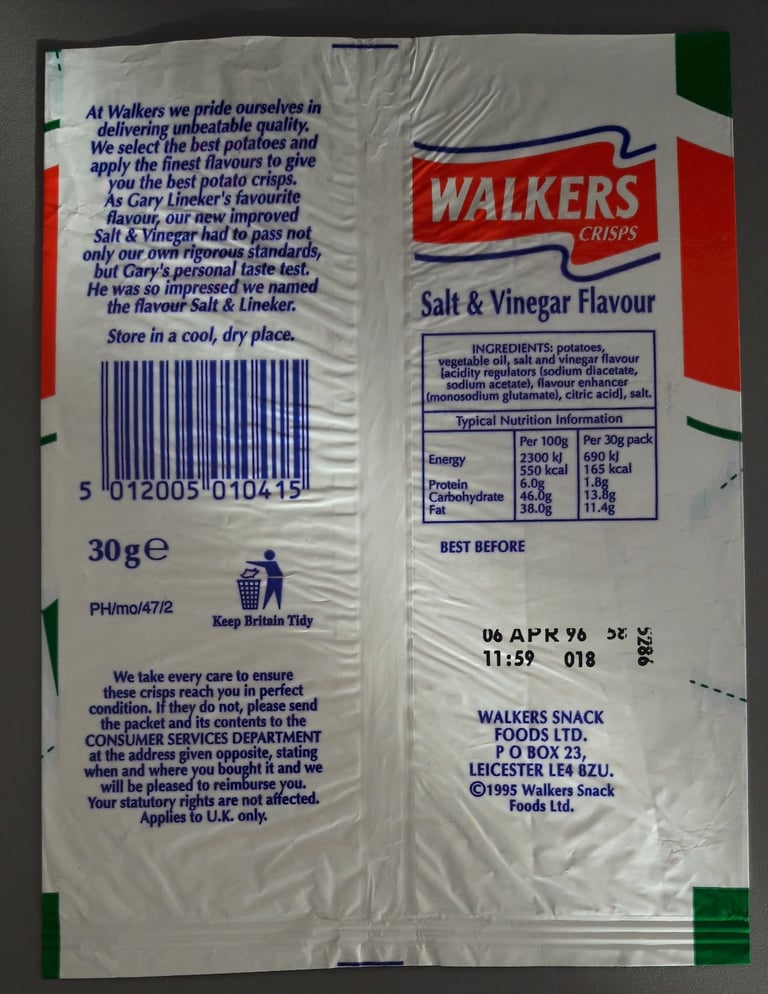 At Walkers we pride ourselves in
delivering unbeatable quality.
We select the best potatoes and
apply the finest flavours to give
you the best potato crisps.
As Gary Lineker's favourite
flavour, our new improved
Salt & Vinegar had to pass not
only our own rigorous standards,
but Gary's personal taste test.
He was so impressed we named
the flavour Salt & Lineker.
Store in a cool, dry place.
5 012005 010415
30g℮
PH/mo/47/2
Keep Britain Tidy
We take every care to ensure
these crisps reach you in perfect
condition. If they do not, please send
the packet and its contents to the
CONSUMER SERVICES DEPARTMENT
at the address given opposite, stating
when and where you bought it and we
will be pleased to reimburse you.
Your statutory rights are not affected.
Applies to U.K. only.
WALKERS
CRISPS
Salt & Vinegar Flavour
INGREDIENTS: potatoes,
vegetable oil, salt and vinegar flavour
[acidity regulators (sodium diacetate,
sodium acetate), flavour enhancer
(monosodium glutamate), citric acid], salt.
Typical Nutrition Information
Per 100g Per 30g pack
Energy 2300 kJ 690 kJ
550 kcal 165 kcal
Protein 6.0g 1.8g
Carbohydrate 46.0g 13.8g
Fat 38.0g 11.4g
BEST BEFORE
06 APR 96
11:59 018
5286
WALKERS SNACK
FOODS LTD.
P O BOX 23,
LEICESTER LE4 8ZU.
©1995 Walkers Snack
Foods Ltd.